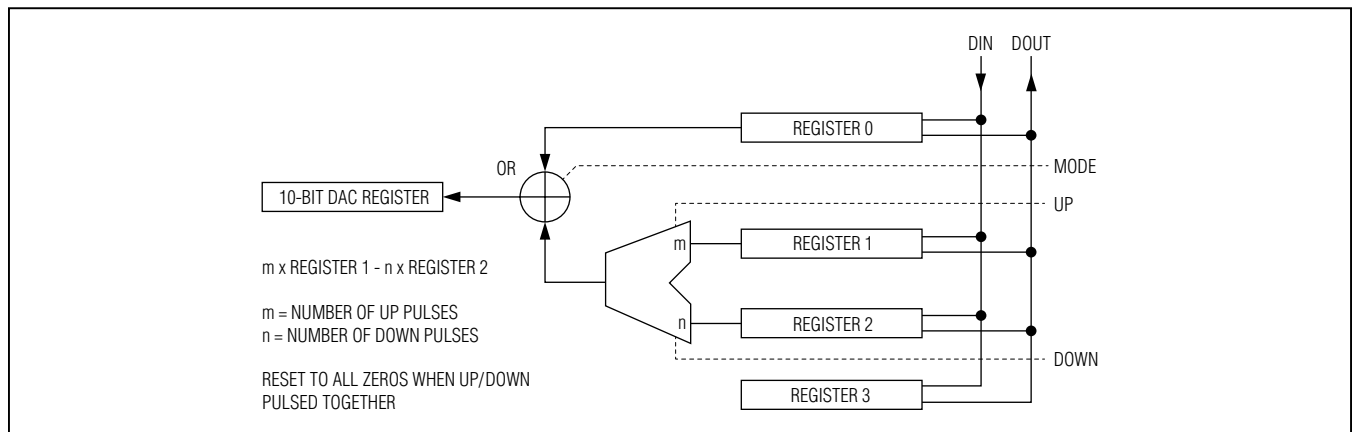 DIN DOUT
REGISTER 0
OR
MODE
10-BIT DAC REGISTER
UP
m
REGISTER 1
m x REGISTER 1 - n x REGISTER 2
m = NUMBER OF UP PULSES
n
REGISTER 2
n = NUMBER OF DOWN PULSES
DOWN
RESET TO ALL ZEROS WHEN UP/DOWN
PULSED TOGETHER
REGISTER 3